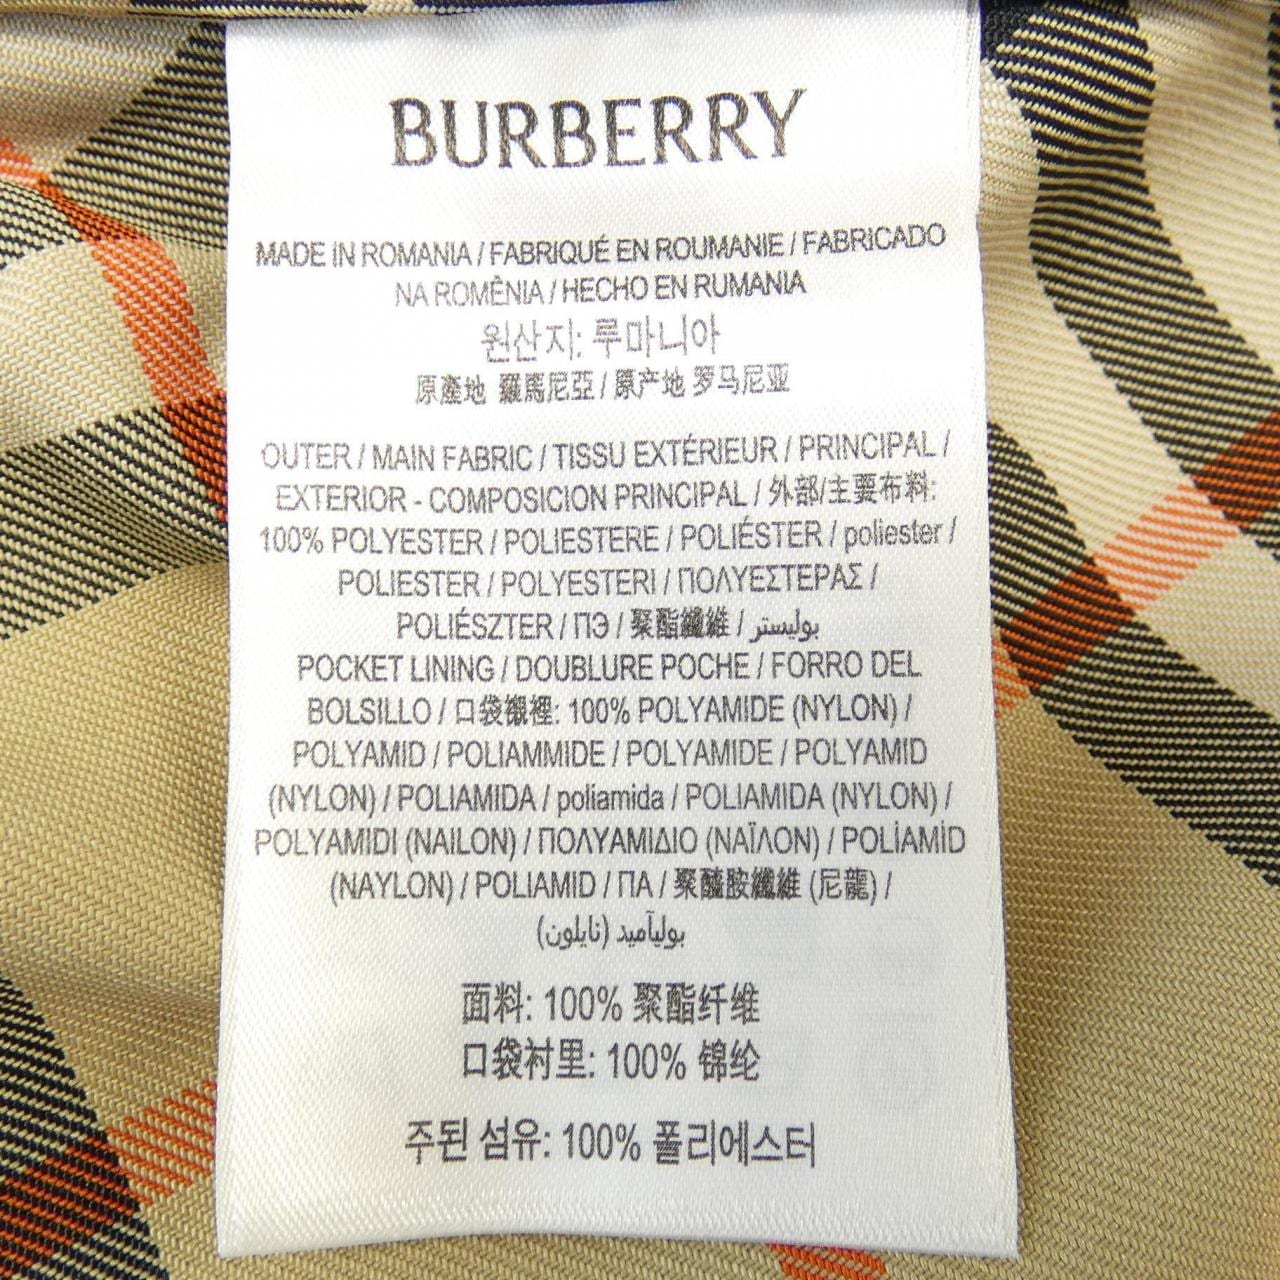 BURBERRY
MADE IN ROMANIA / FABRIQUÉ EN ROUMANIE / FABRICADO
NA ROMÊNIA / HECHO EN RUMANIA
원산지: 루마니아
原產地 羅馬尼亞 / 原产地 罗马尼亚
OUTER / MAIN FABRIC / TISSU EXTÉRIEUR / PRINCIPAL /
EXTERIOR - COMPOSICION PRINCIPAL / 外部/主要布料:
100% POLYESTER / POLIESTERE / POLIÉSTER / poliester /
POLIESTER / POLYESTERI / ΠΟΛΥΕΣΤΕΡΑΣ /
POLIÉSZTER / ПЭ / 聚酯纖維 / بوليستر
POCKET LINING / DOUBLURE POCHE / FORRO DEL
BOLSILLO / 口袋襯裡: 100% POLYAMIDE (NYLON) /
POLYAMID / POLIAMMIDE / POLYAMIDE / POLYAMID
(NYLON) / POLIAMIDA / poliamida / POLIAMIDA (NYLON) /
POLYAMIDI (NAILON) / ΠΟΛΥΑΜΙΔΙΟ (ΝΑΪΛΟΝ) / POLİAMİD
(NAYLON) / POLIAMID / ПА / 聚醯胺纖維 (尼龍) /
بوليآميد (نايلون)
面料: 100% 聚酯纤维
口袋衬里: 100% 锦纶
주된 섬유: 100% 폴리에스터